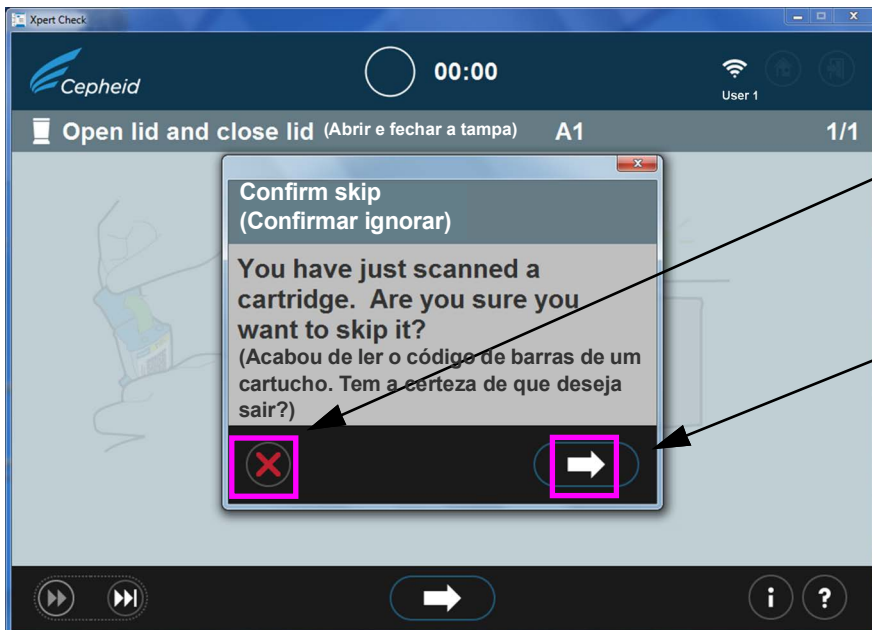 Xpert Check
Cepheid
00:00
User 1
Open lid and close lid (Abrir e fechar a tampa) A1 1/1
Confirm skip
(Confirmar ignorar)
You have just scanned a
cartridge. Are you sure you
want to skip it?
(Acabou de ler o código de barras de um
cartucho. Tem a certeza de que deseja
sair?)
i ?